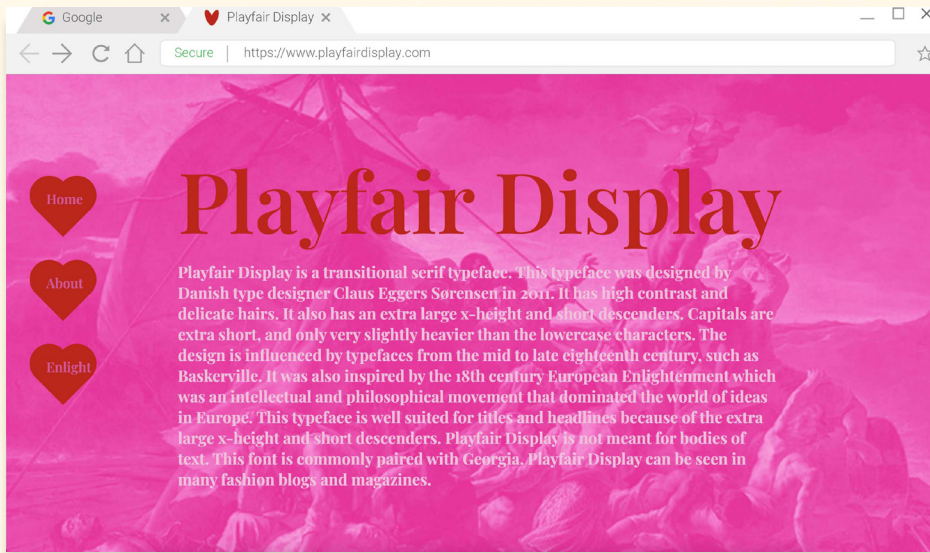 Google
Playfair Display
Secure | https://www.playfairdisplay.com
Playfair Display
Home
About
Enlight
Playfair Display is a transitional serif typeface. This typeface was designed by
Danish type designer Claus Eggers Sørensen in 2011. It has high contrast and
delicate hairs. It also has an extra large x-height and short descenders. Capitals are
extra short, and only very slightly heavier than the lowercase characters. The
design is influenced by typefaces from the mid to late eighteenth century, such as
Baskerville. It was also inspired by the 18th century European Enlightenment which
was an intellectual and philosophical movement that dominated the world of ideas
in Europe. This typeface is well suited for titles and headlines because of the extra
large x-height and short descenders. Playfair Display is not meant for bodies of
text. This font is commonly paired with Georgia. Playfair Display can be seen in
many fashion blogs and magazines.